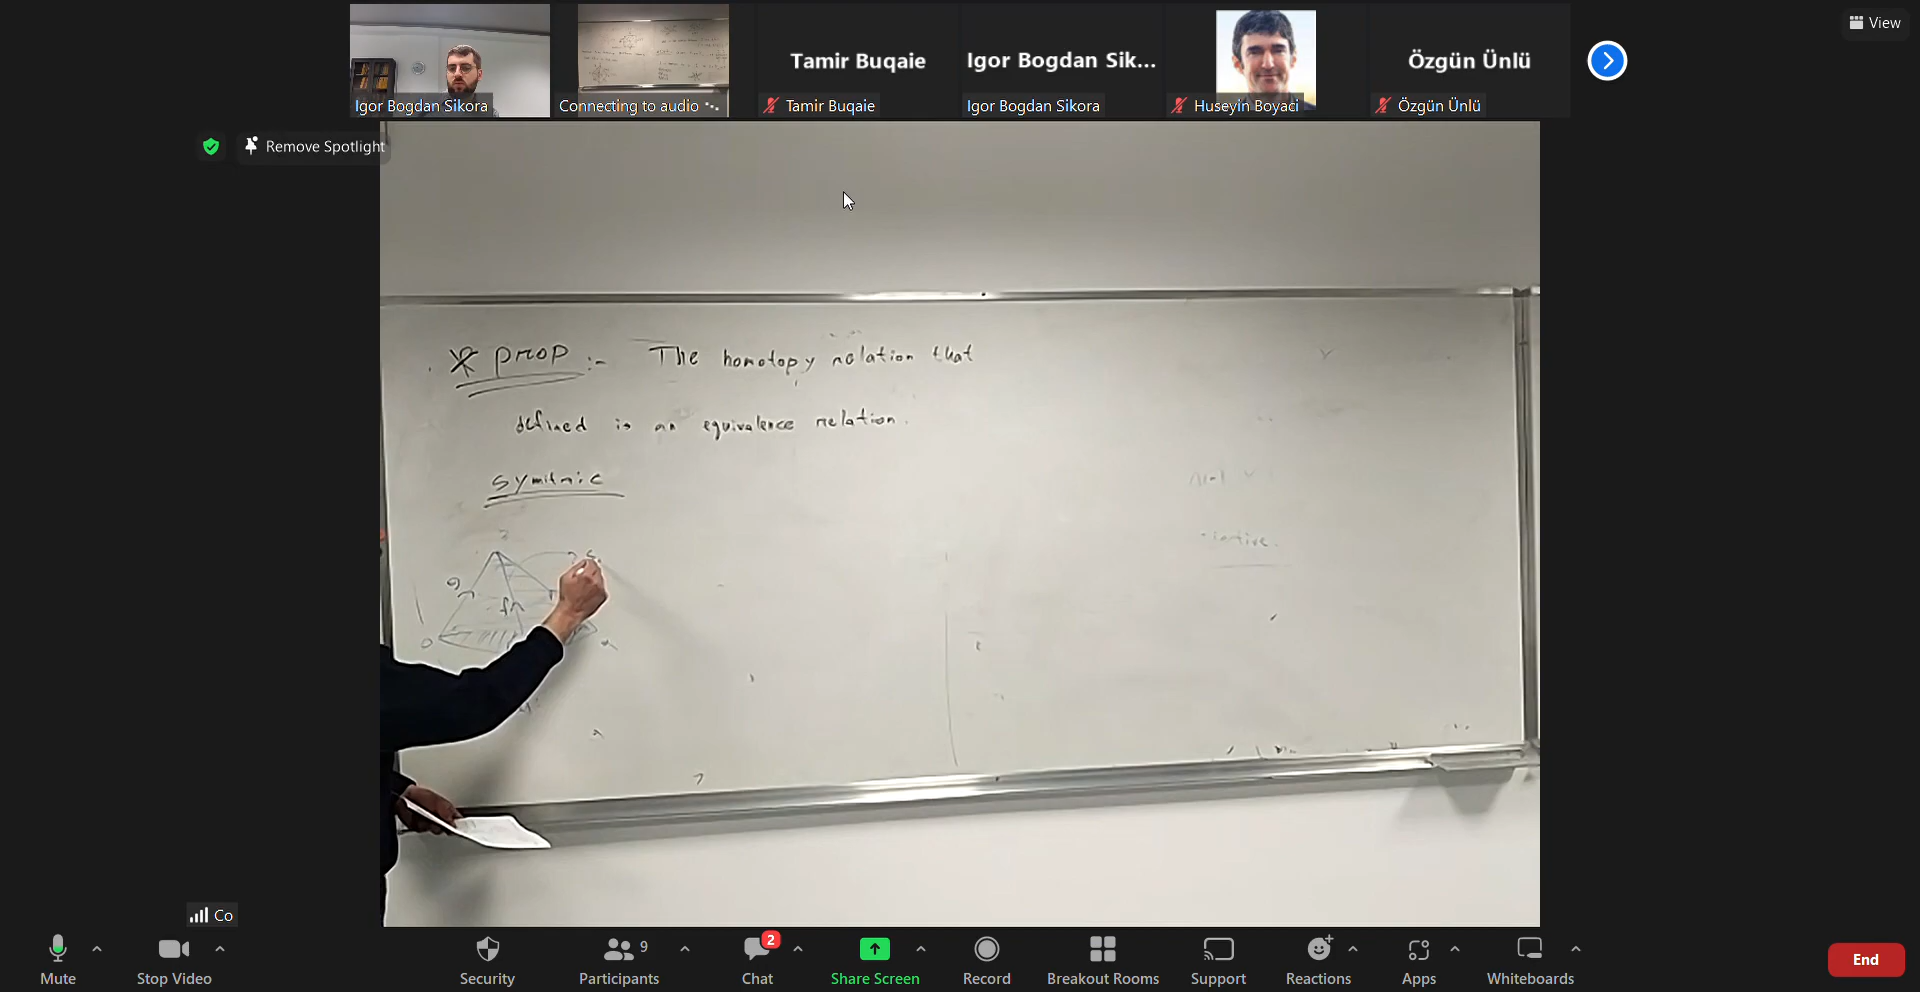 View
Tamir Buqaie
Igor Bogdan Sik...
Özgün Ünlü
Igor Bogdan Sikora
Connecting to audio
Tamir Buqaie
Igor Bogdan Sikora
Huseyin Boyaci
Özgün Ünlü
Remove Spotlight
* prop :- The homotopy relation that
defined is an equivalence relation.
symitric
g
f
0
Co
9
2
Mute
Stop Video
Security
Participants
Chat
Share Screen
Record
Breakout Rooms
Support
Reactions
Apps
Whiteboards
End